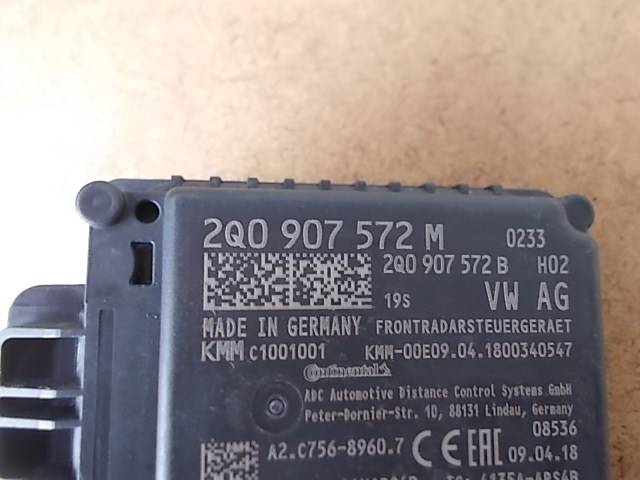 2Q0 907 572 M 0233
2Q0 907 572 B H02
19S VW AG
MADE IN GERMANY FRONTRADARSTEUERGERAET
KMM C1001001 KMM-00E09.04.1800340547
Continental
ADC Automotive Distance Control Systems GmbH
Peter-Dornier-Str. 10, 88131 Lindau, Germany
08536
A2.C756-8960.7 CE EAC 09.04.18